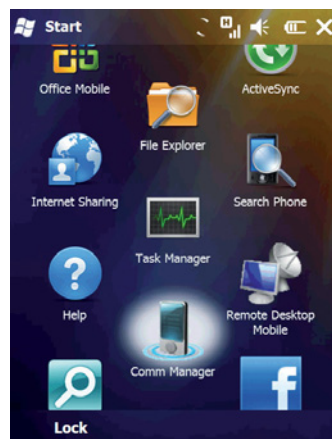 Start
H
Office Mobile
ActiveSync
File Explorer
Internet Sharing
Search Phone
Task Manager
Help
Remote Desktop
Mobile
Comm Manager
f
Lock